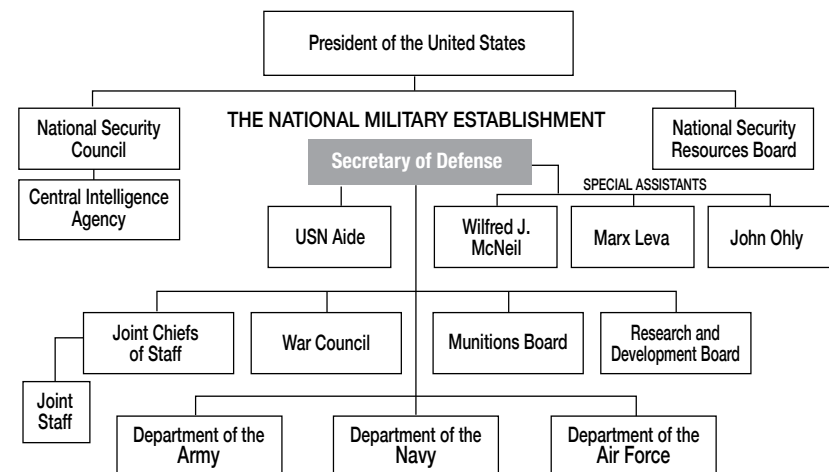 President of the United States
THE NATIONAL MILITARY ESTABLISHMENT
National Security
Council
National Security
Resources Board
Secretary of Defense
Central Intelligence
Agency
SPECIAL ASSISTANTS
USN Aide
Wilfred J.
McNeil
Marx Leva
John Ohly
Joint Chiefs
of Staff
War Council
Munitions Board
Research and
Development Board
Joint
Staff
Department of the
Army
Department of the
Navy
Department of the
Air Force